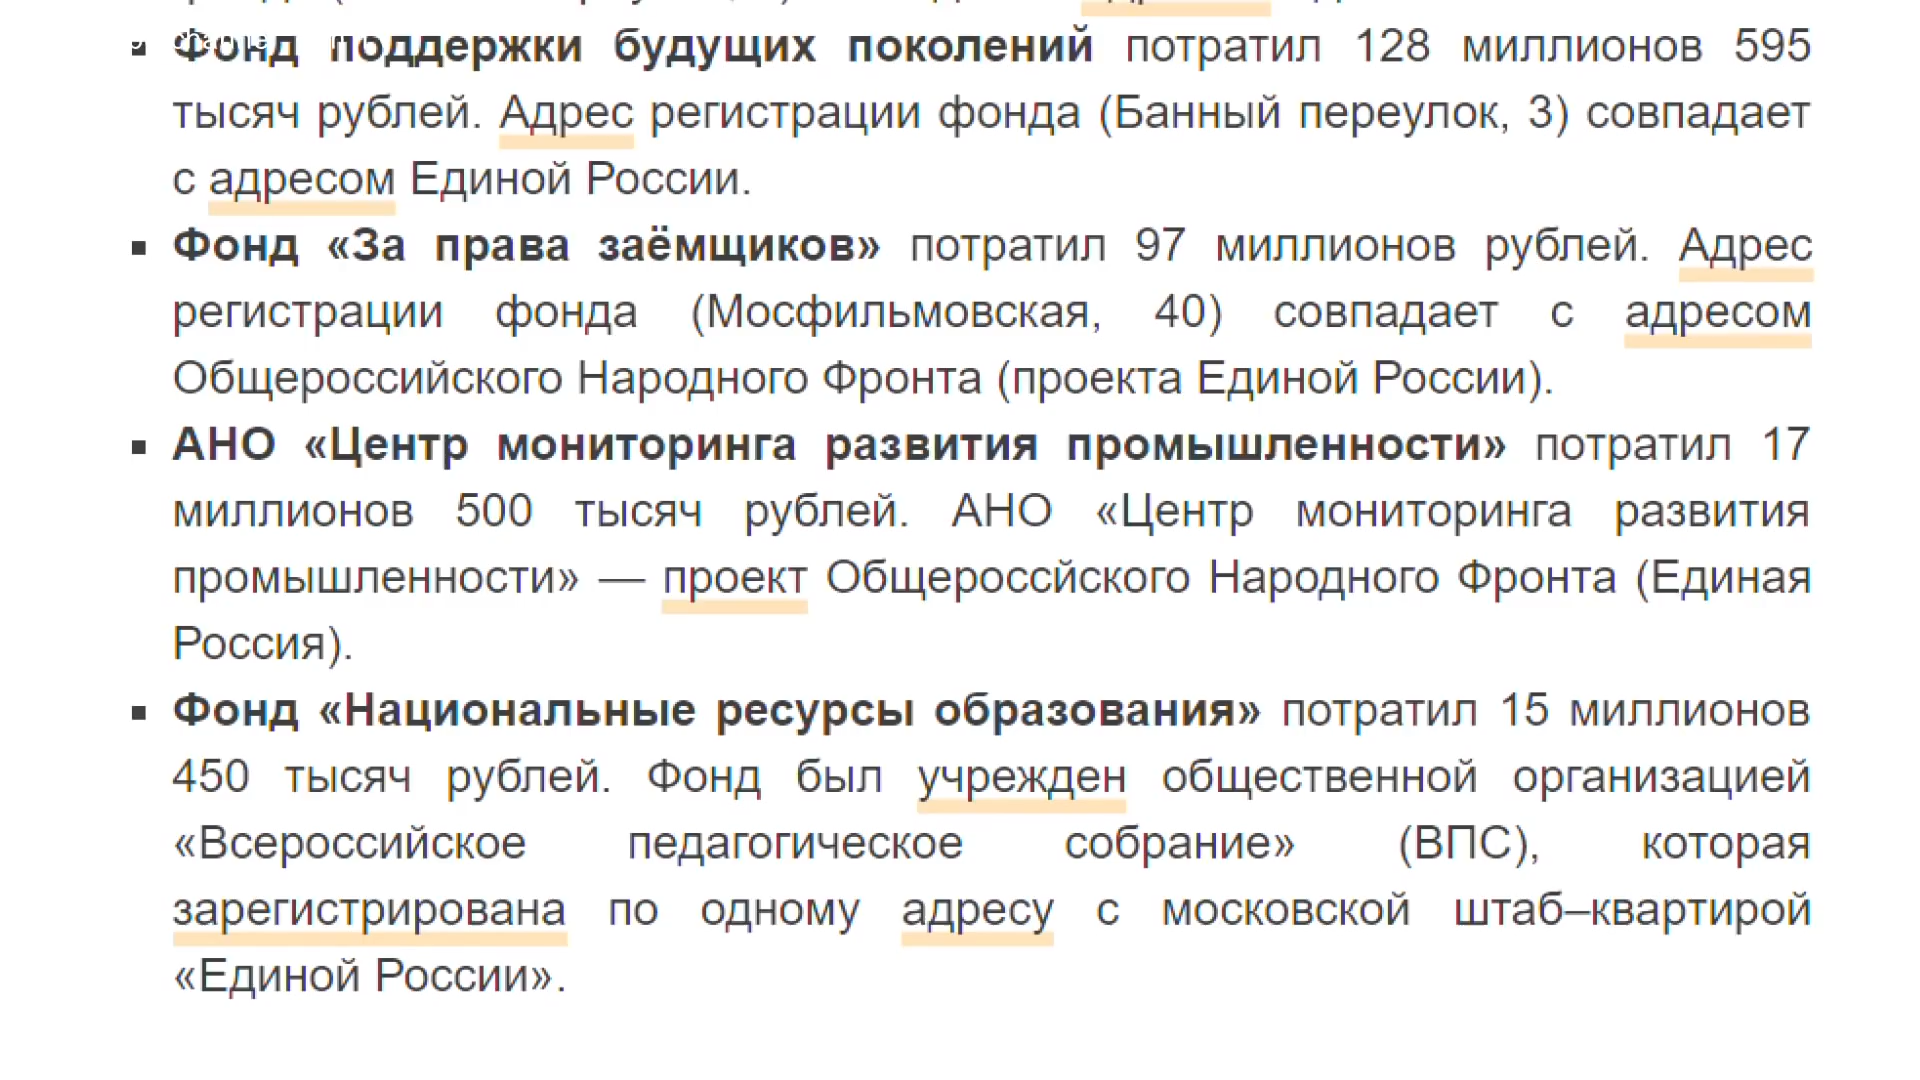 Фонд поддержки будущих поколений потратил 128 миллионов 595
тысяч рублей. Адрес регистрации фонда (Банный переулок, 3) совпадает
с адресом Единой России.
Фонд «За права заёмщиков» потратил 97 миллионов рублей. Адрес
регистрации фонда (Мосфильмовская, 40) совпадает с адресом
Общероссийского Народного Фронта (проекта Единой России).
АНО «Центр мониторинга развития промышленности» потратил 17
миллионов 500 тысяч рублей. АНО «Центр мониторинга развития
промышленности» — проект Общероссйского Народного Фронта (Единая
Россия).
Фонд «Национальные ресурсы образования» потратил 15 миллионов
450 тысяч рублей. Фонд был учрежден общественной организацией
«Всероссийское педагогическое собрание» (ВПС), которая
зарегистрирована по одному адресу с московской штаб–квартирой
«Единой России».